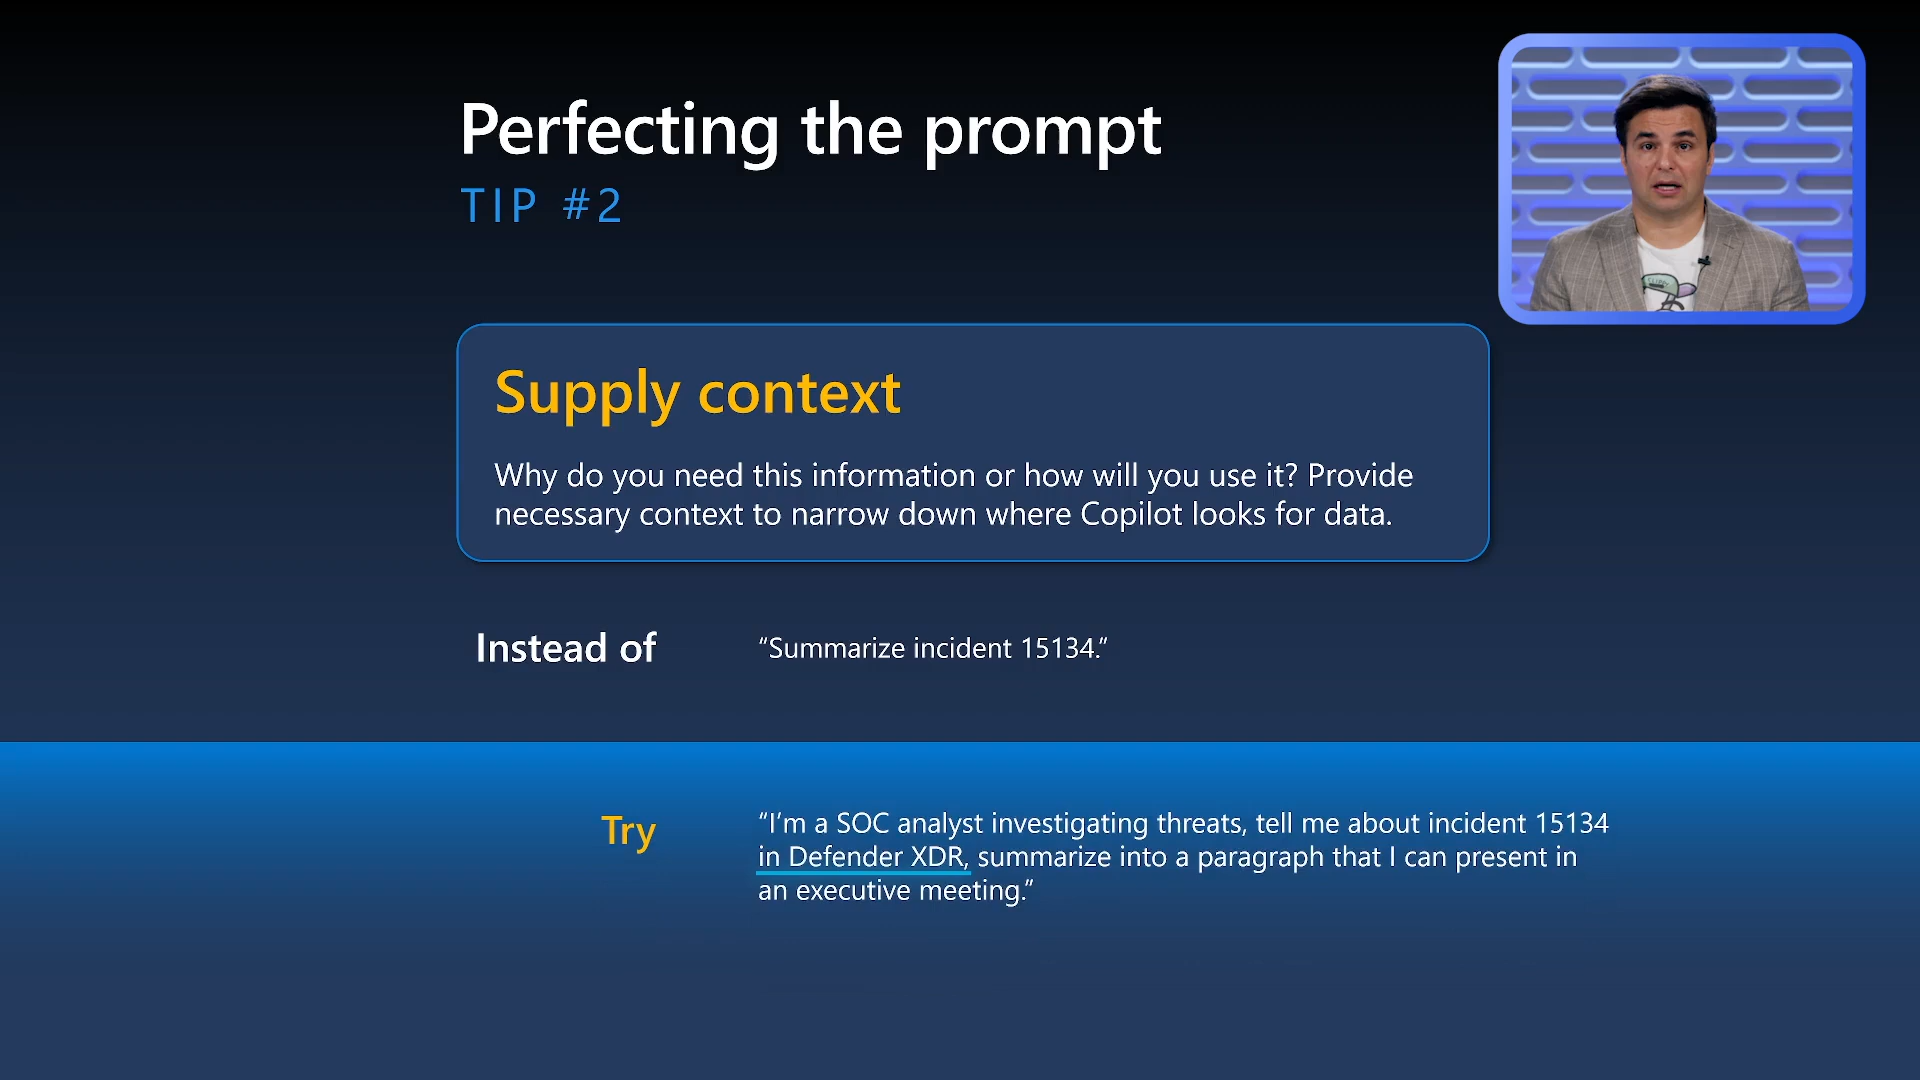 Perfecting the prompt
TIP #2
Supply context
Why do you need this information or how will you use it? Provide
necessary context to narrow down where Copilot looks for data.
Instead of
“Summarize incident 15134.”
Try
“I’m a SOC analyst investigating threats, tell me about incident 15134
in Defender XDR, summarize into a paragraph that I can present in
an executive meeting.”